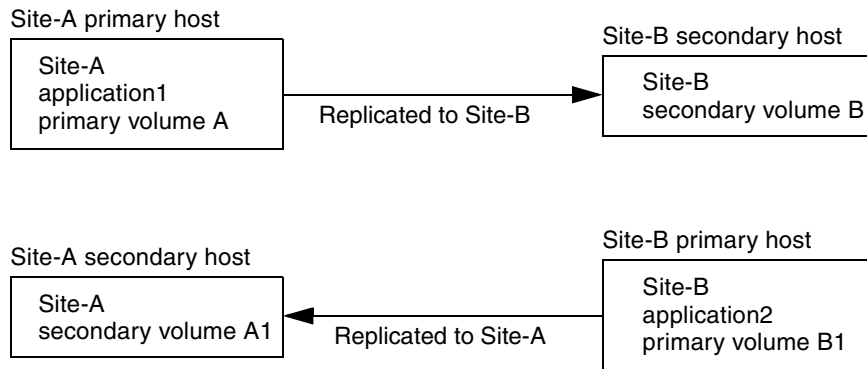 Site-A primary host
Site-A
application1
primary volume A
Replicated to Site-B
Site-B secondary host
Site-B
secondary volume B
Site-A secondary host
Site-A
secondary volume A1
Replicated to Site-A
Site-B primary host
Site-B
application2
primary volume B1